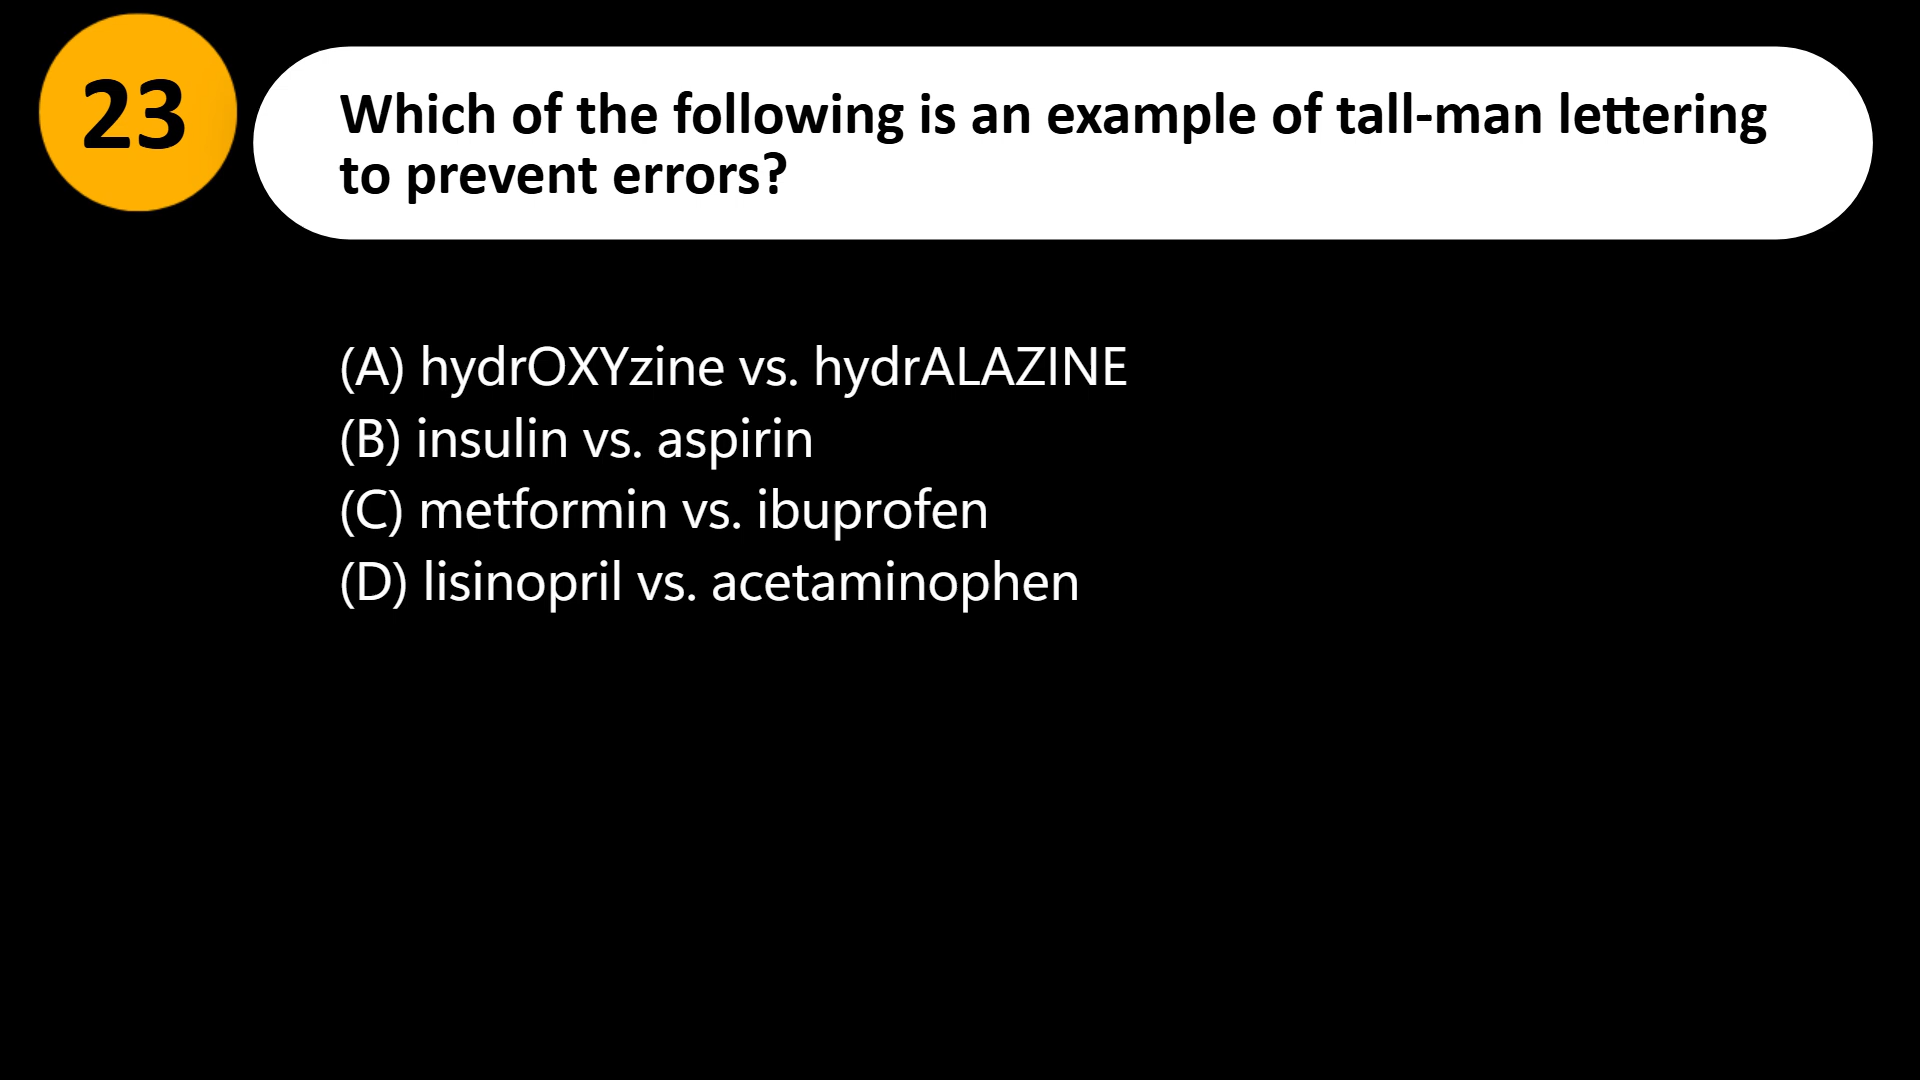 23
Which of the following is an example of tall-man lettering
to prevent errors?
(A) hydrOXYzine vs. hydrALAZINE
(B) insulin vs. aspirin
(C) metformin vs. ibuprofen
(D) lisinopril vs. acetaminophen